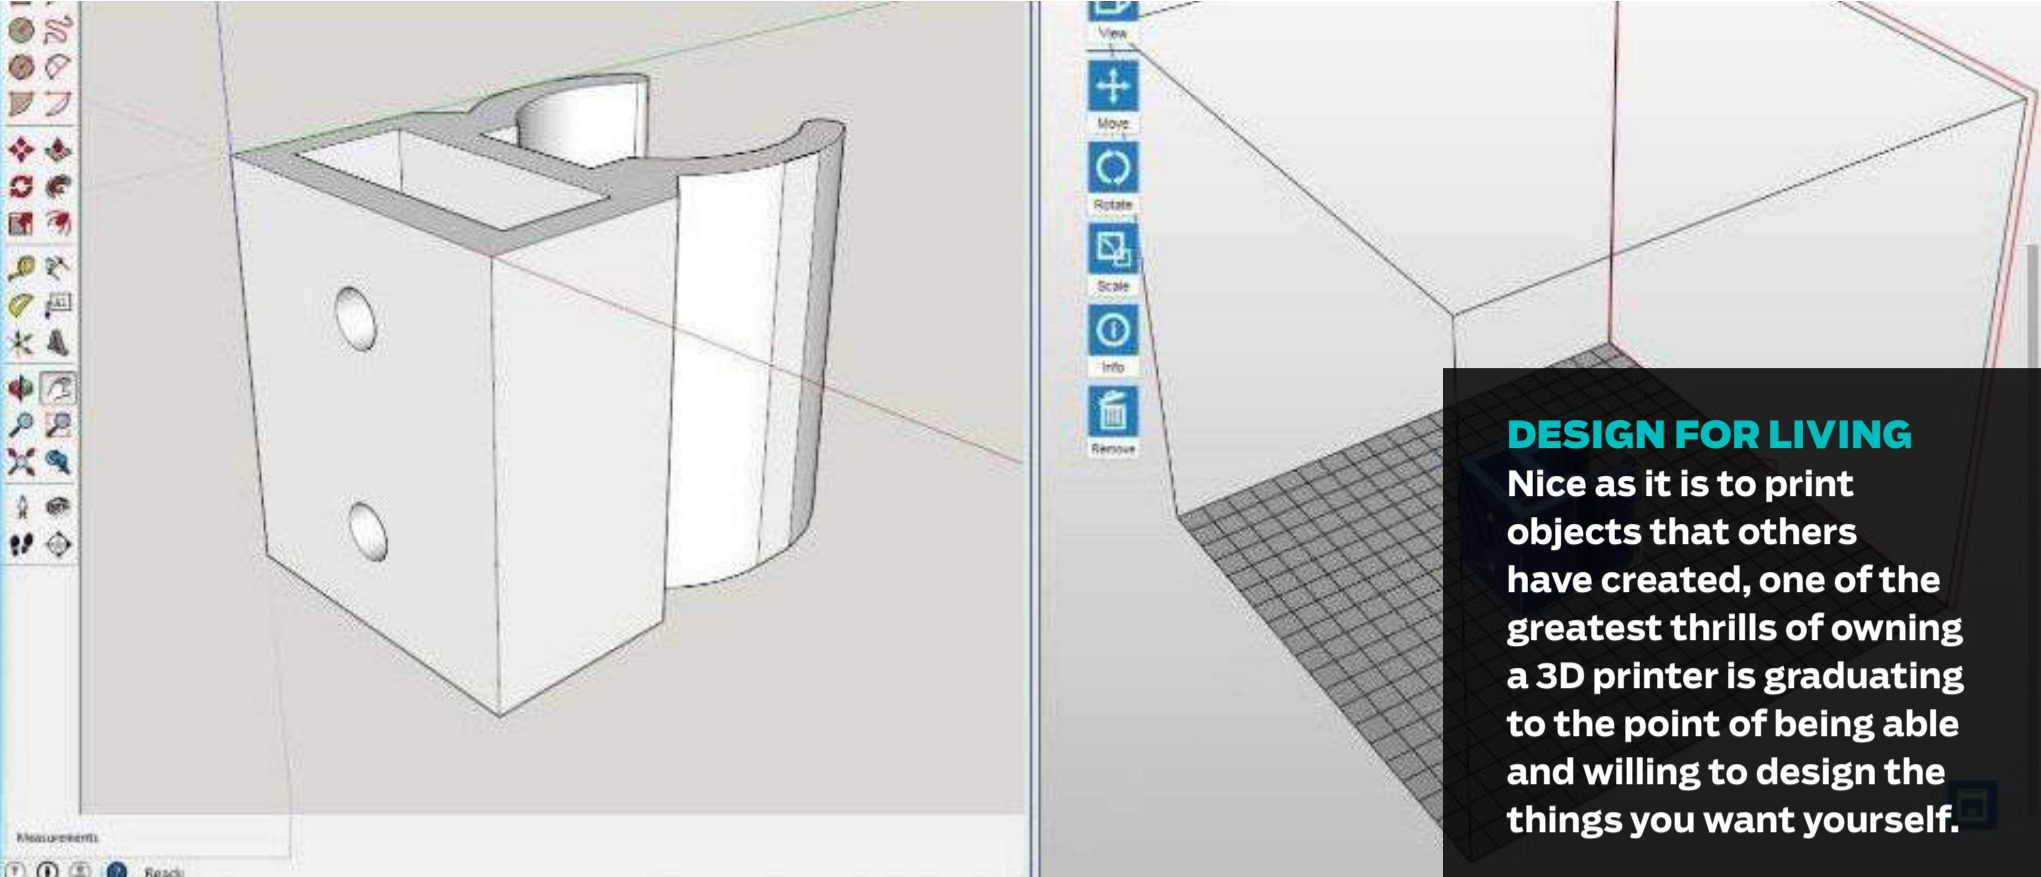 View
Move
Rotate
Scale
Info
Remove
DESIGN FOR LIVING
Nice as it is to print
objects that others
have created, one of the
greatest thrills of owning
a 3D printer is graduating
to the point of being able
and willing to design the
things you want yourself.
Measurements
Ready